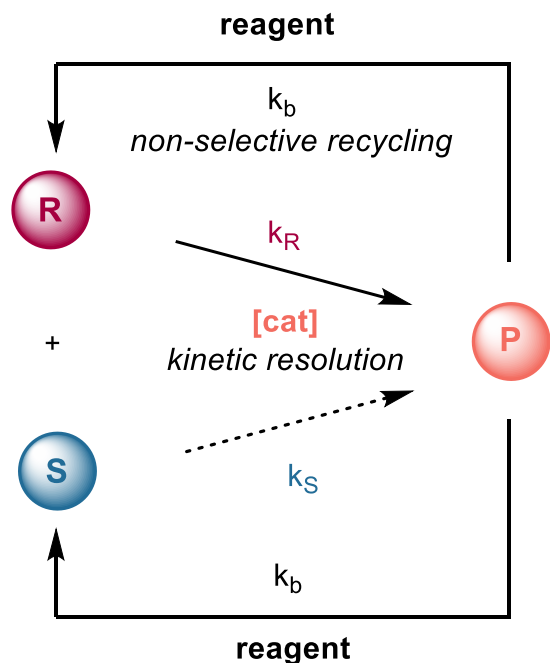 reagent
k_b
non-selective recycling
R
k_R
[cat]
P
+
kinetic resolution
S
k_S
k_b
reagent